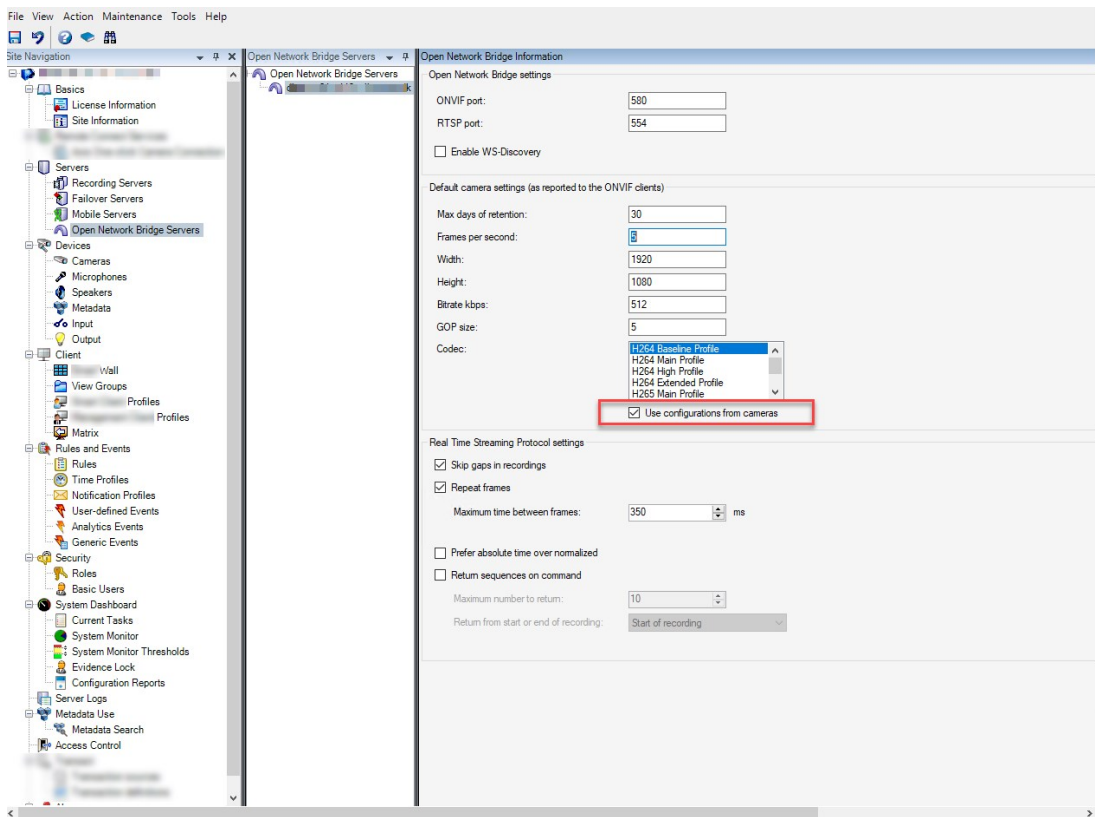 File View Action Maintenance Tools Help
Site Navigation
Basics
License Information
Site Information
Servers
Recording Servers
Failover Servers
Mobile Servers
Open Network Bridge Servers
Devices
Cameras
Microphones
Speakers
Metadata
Input
Output
Client
Wall
View Groups
Profiles
Profiles
Matrix
Rules and Events
Rules
Time Profiles
Notification Profiles
User-defined Events
Analytics Events
Generic Events
Security
Roles
Basic Users
System Dashboard
Current Tasks
System Monitor
System Monitor Thresholds
Evidence Lock
Configuration Reports
Server Logs
Metadata Use
Metadata Search
Access Control
Open Network Bridge Servers
Open Network Bridge Servers
Open Network Bridge Information
Open Network Bridge settings
ONVIF port: 580
RTSP port: 554
Enable WS-Discovery
Default camera settings (as reported to the ONVIF clients)
Max days of retention: 30
Frames per second: 5
Width: 1920
Height: 1080
Bitrate kbps: 512
GOP size: 5
Codec: H264 Baseline Profile
H264 Main Profile
H264 High Profile
H264 Extended Profile
H265 Main Profile
Use configurations from cameras
Real Time Streaming Protocol settings
Skip gaps in recordings
Repeat frames
Maximum time between frames: 350 ms
Prefer absolute time over normalized
Return sequences on command
Maximum number to return: 10
Return from start or end of recording: Start of recording